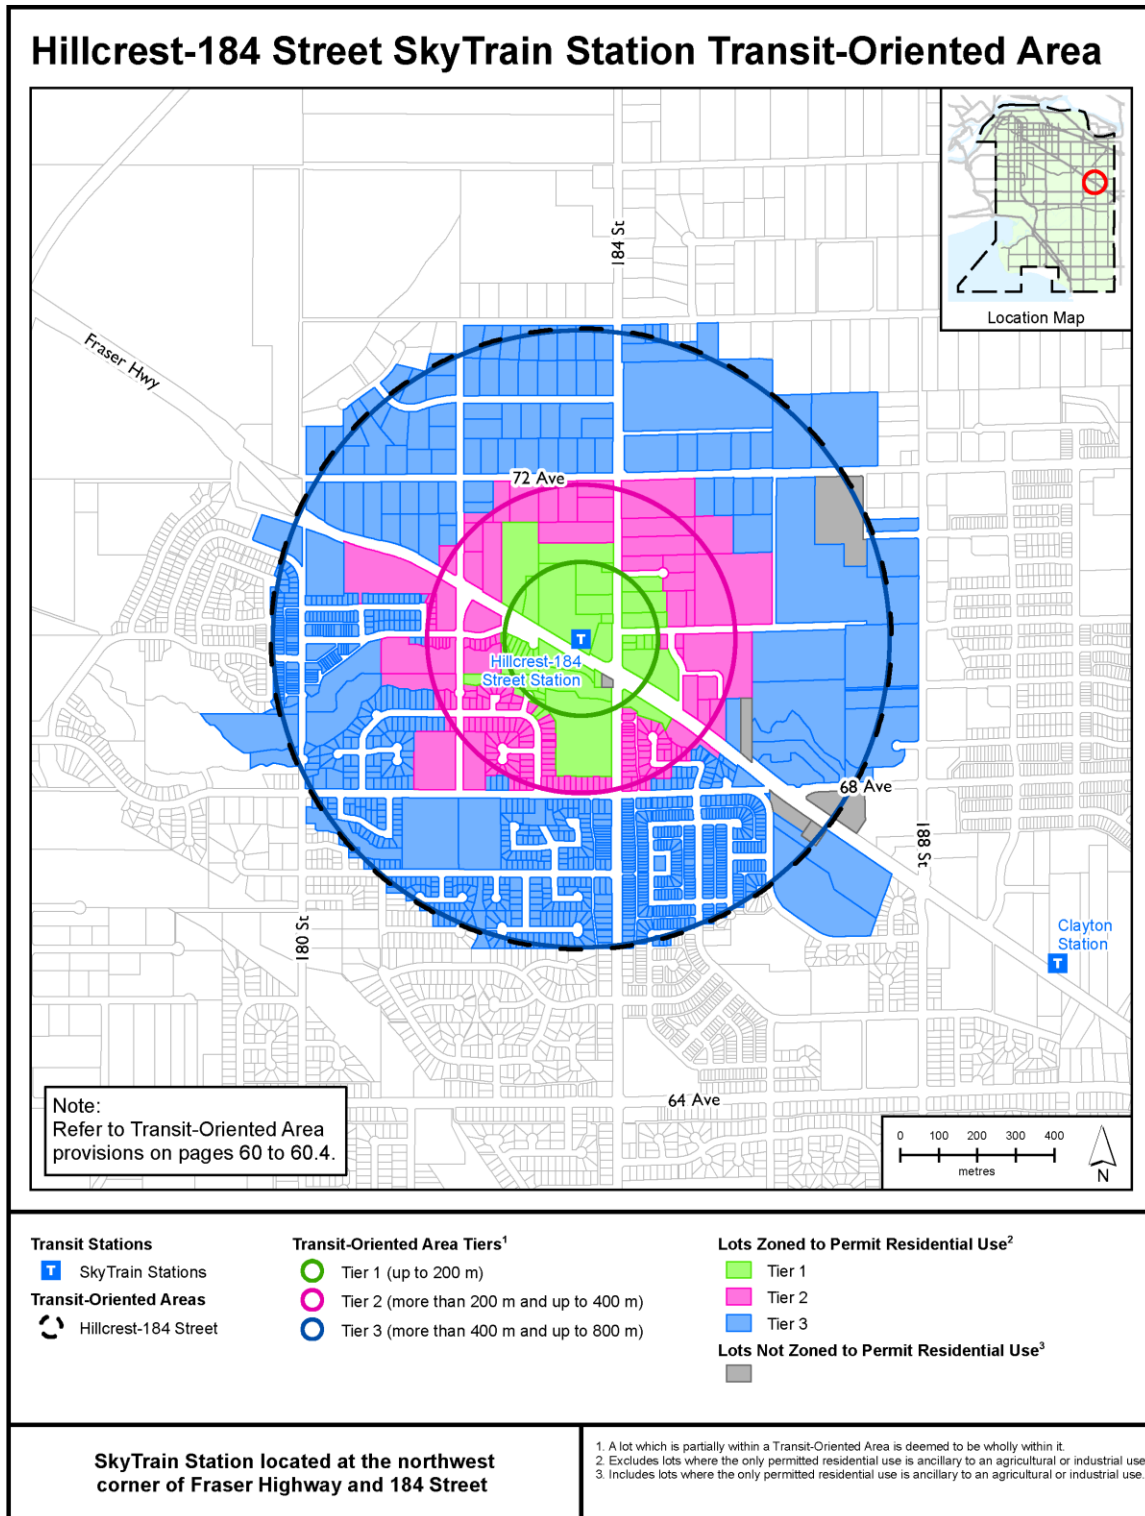 Hillcrest-184 Street SkyTrain Station Transit-Oriented Area
Location Map
184 St
Fraser Hwy
72 Ave
T
Hillcrest-184
Street Station
68 Ave
188 St
180 St
Clayton
Station
T
64 Ave
Note:
Refer to Transit-Oriented Area
provisions on pages 60 to 60.4.
0 100 200 300 400
metres
N
Transit Stations
T SkyTrain Stations
Transit-Oriented Areas
Hillcrest-184 Street
Transit-Oriented Area Tiers1
Tier 1 (up to 200 m)
Tier 2 (more than 200 m and up to 400 m)
Tier 3 (more than 400 m and up to 800 m)
Lots Zoned to Permit Residential Use2
Tier 1
Tier 2
Tier 3
Lots Not Zoned to Permit Residential Use3
SkyTrain Station located at the northwest
corner of Fraser Highway and 184 Street
1. A lot which is partially within a Transit-Oriented Area is deemed to be wholly within it.
2. Excludes lots where the only permitted residential use is ancillary to an agricultural or industrial use
3. Includes lots where the only permitted residential use is ancillary to an agricultural or industrial use.